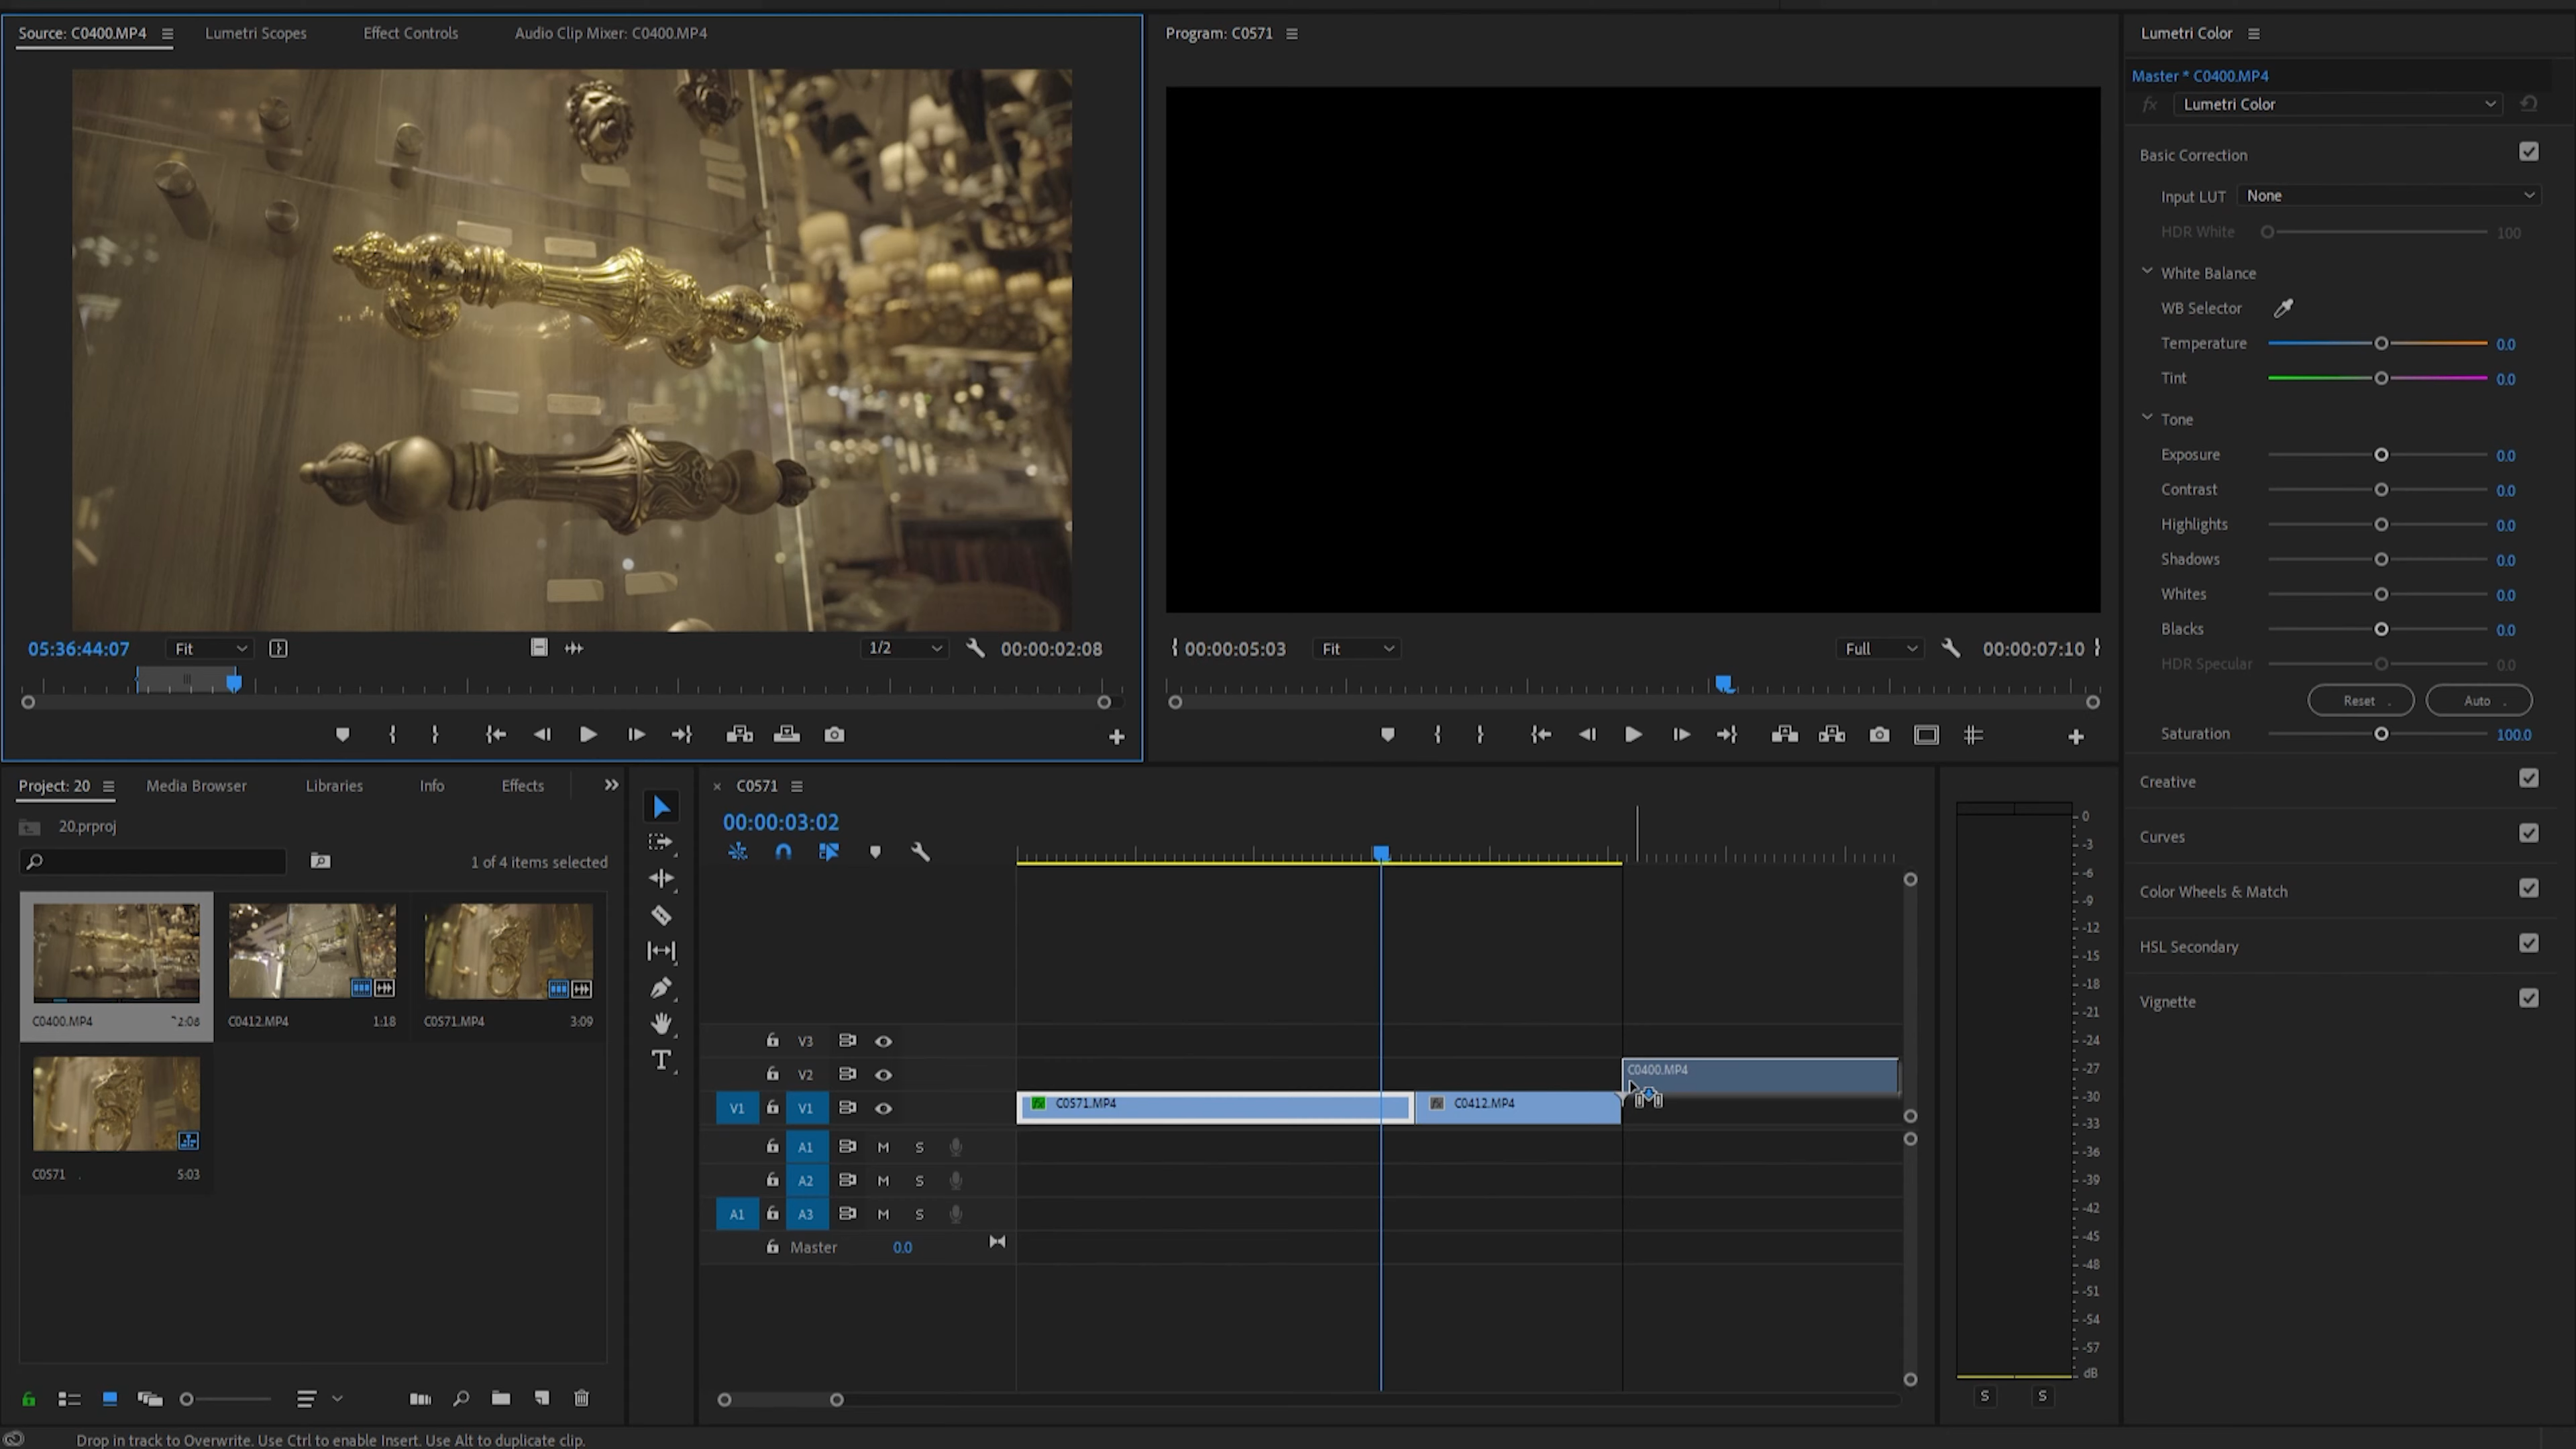 Source: C0400.MP4
Lumetri Scopes
Effect Controls
Audio Clip Mixer: C0400.MP4
Program: C0571
Lumetri Color
Master * C0400.MP4
fx
Lumetri Color
Basic Correction
Input LUT
None
HDR White
100
White Balance
WB Selector
Temperature
0.0
Tint
0.0
Tone
Exposure
0.0
Contrast
0.0
Highlights
0.0
Shadows
0.0
Whites
0.0
Blacks
0.0
HDR Specular
0.0
Reset
Auto
Saturation
100.0
Creative
Curves
Color Wheels & Match
HSL Secondary
Vignette
05:36:44:07
Fit
1/2
00:00:02:08
00:00:05:03
Fit
Full
00:00:07:10
Project: 20
Media Browser
Libraries
Info
Effects
20.prproj
1 of 4 items selected
C0400.MP4
2:08
C0412.MP4
1:18
C0571.MP4
3:09
C0571
5:03
C0571
00:00:03:02
V3
V2
C0400.MP4
V1
V1
C0571.MP4
C0412.MP4
A1
M
S
A2
M
S
A1
A3
M
S
Master
0.0
0
-3
-6
-9
-12
-15
-18
-21
-24
-27
-30
-33
-36
-39
-42
-45
-48
-51
-54
-57
dB
S
S
Drop in track to Overwrite. Use Ctrl to enable Insert. Use Alt to duplicate clip.